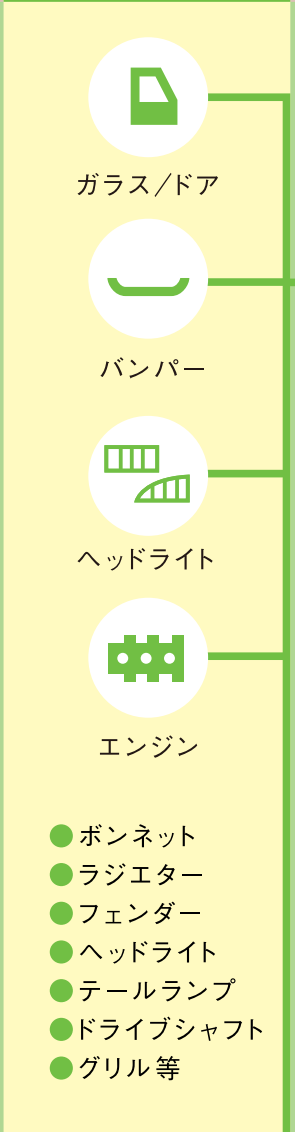 ガラス／ドア
バンパー
ヘッドライト
エンジン
●ボンネット
●ラジエター
●フェンダー
●ヘッドライト
●テールランプ
●ドライブシャフト
●グリル等